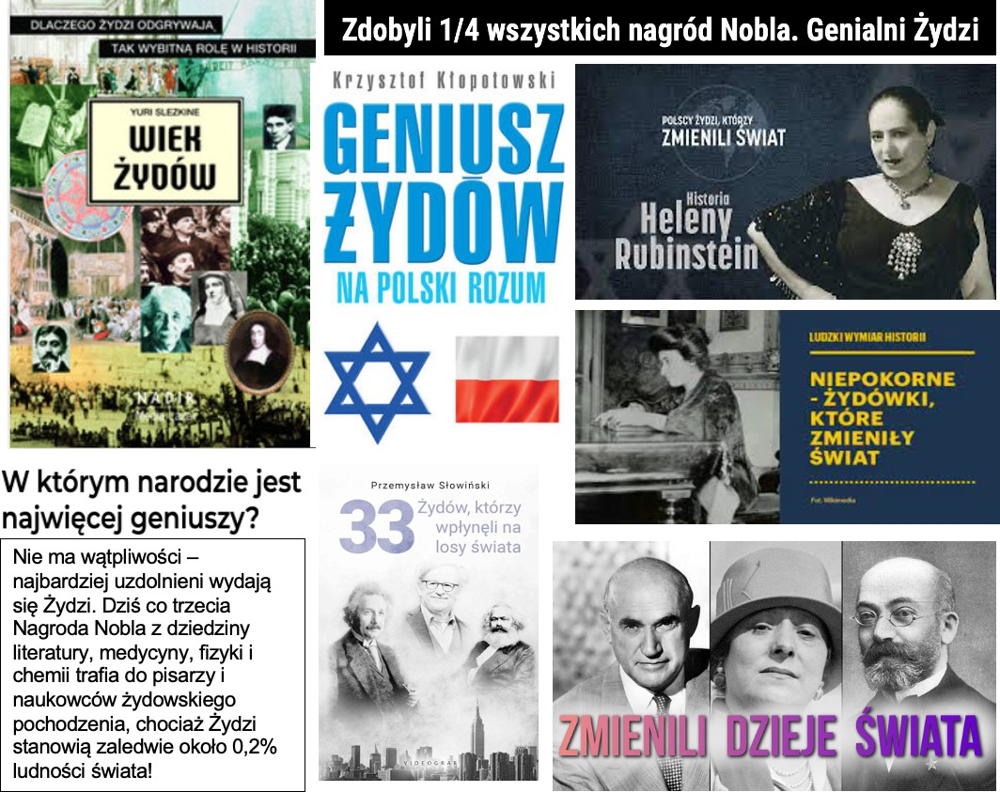 DLACZEGO ŻYDZI ODGRYWAJĄ
TAK WYBITNĄ ROLĘ W HISTORII
YURI SLEZKINE
WIEK
ŻYDÓW
NADIR
Zdobyli 1/4 wszystkich nagród Nobla. Genialni Żydzi
Krzysztof Kłopotowski
GENIUSZ
ŻYDÓW
NA POLSKI ROZUM
POLSCY ŻYDZI, KTÓRZY
ZMIENILI ŚWIAT
Historia
Heleny
Rubinstein
LUDZKI WYMIAR HISTORII
NIEPOKORNE
- ŻYDÓWKI,
KTÓRE
ZMIENIŁY
ŚWIAT
Fot. Wikimedia
W którym narodzie jest
najwięcej geniuszy?
Nie ma wątpliwości –
najbardziej uzdolnieni wydają
się Żydzi. Dziś co trzecia
Nagroda Nobla z dziedziny
literatury, medycyny, fizyki i
chemii trafia do pisarzy i
naukowców żydowskiego
pochodzenia, chociaż Żydzi
stanowią zaledwie około 0,2%
ludności świata!
Przemysław Słowiński
33 Żydów, którzy
wpłynęli na
losy świata
VIDEOGRAF
ZMIENILI DZIEJE ŚWIATA